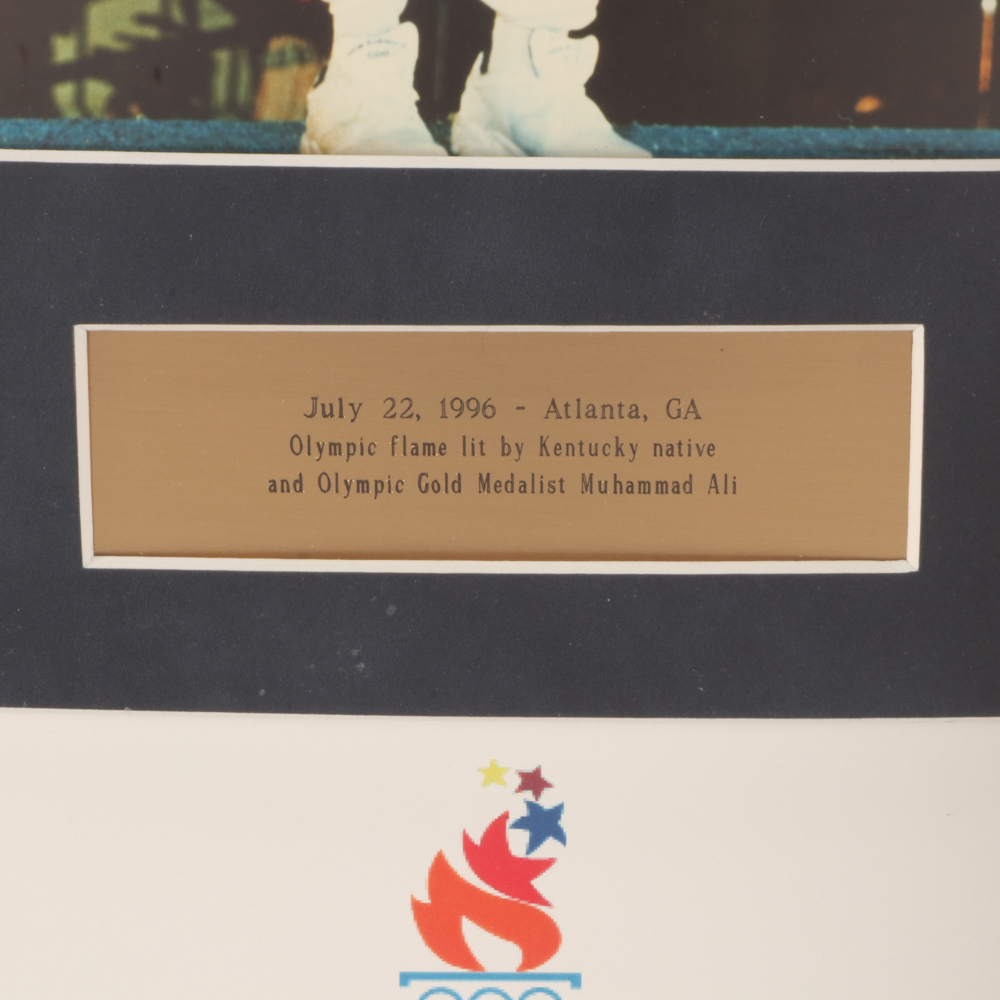 July 22, 1996 - Atlanta, GA
Olympic flame lit by Kentucky native
and Olympic Gold Medalist Muhammad Ali